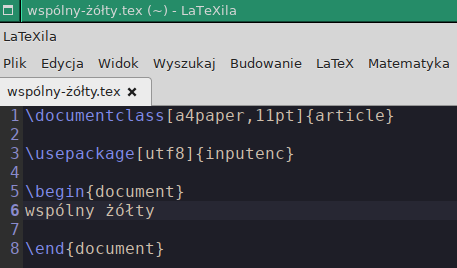 wspólny-żółty.tex (~) - LaTeXila
LaTeXila
Plik Edycja Widok Wyszukaj Budowanie LaTeX Matematyka
wspólny-żółty.tex ×
1 \documentclass[a4paper,11pt]{article}
2
3 \usepackage[utf8]{inputenc}
4
5 \begin{document}
6 wspólny żółty
7
8 \end{document}